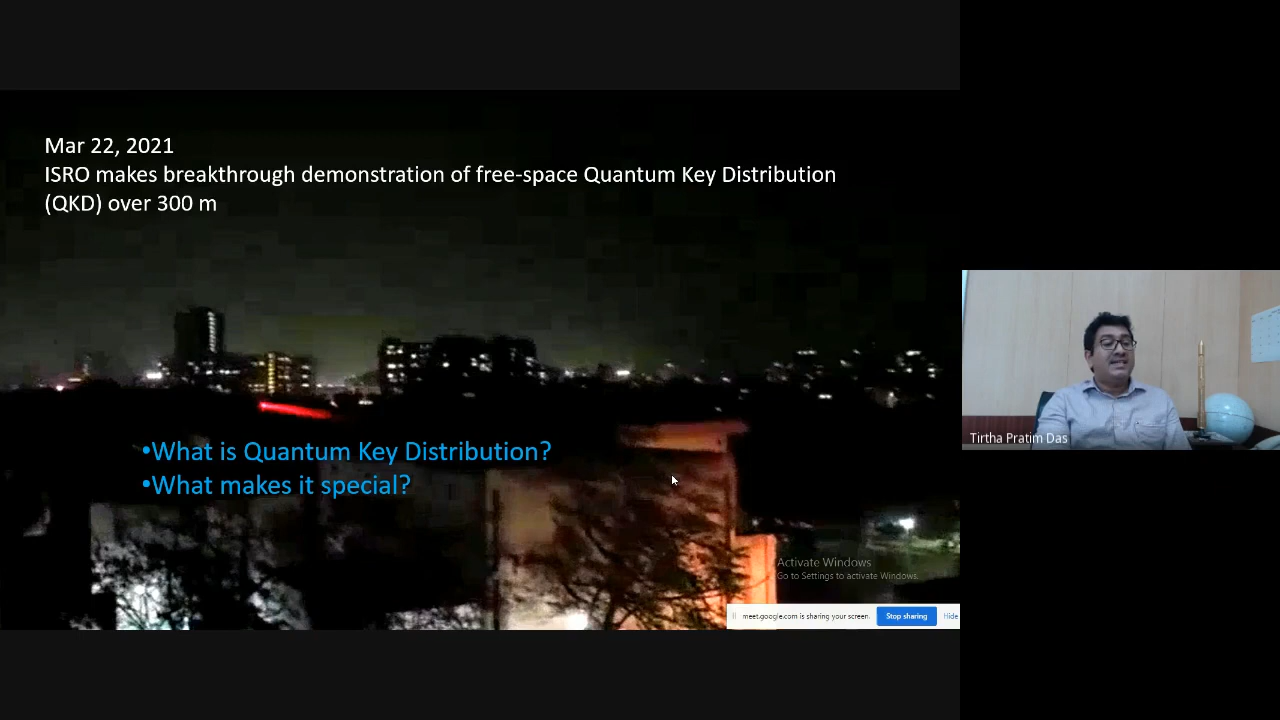 Mar 22, 2021
ISRO makes breakthrough demonstration of free-space Quantum Key Distribution
(QKD) over 300 m
•What is Quantum Key Distribution?
•What makes it special?
Activate Windows
Go to Settings to activate Windows.
meet.google.com is sharing your screen.
Stop sharing
Hide
Tirtha Pratim Das